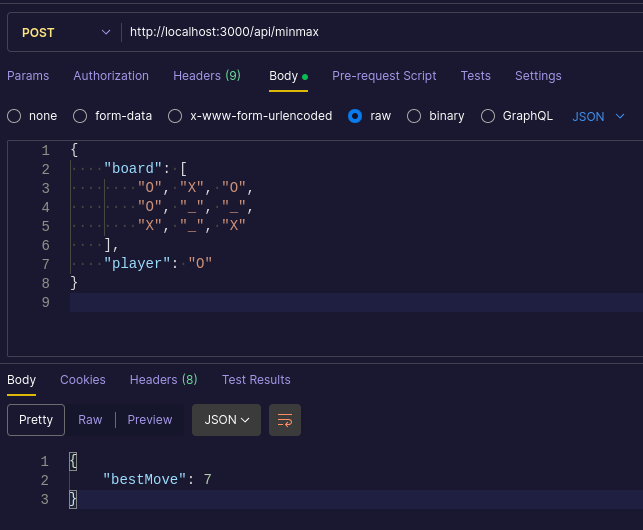 POST http://localhost:3000/api/minmax
Params Authorization Headers (9) Body Pre-request Script Tests Settings
none form-data x-www-form-urlencoded raw binary GraphQL JSON
1 {
2 "board": [
3 "O", "X", "O",
4 "O", "_", "_",
5 "X", "_", "X"
6 ],
7 "player": "O"
8 }
9
Body Cookies Headers (8) Test Results
Pretty Raw Preview JSON
1 {
2 "bestMove": 7
3 }